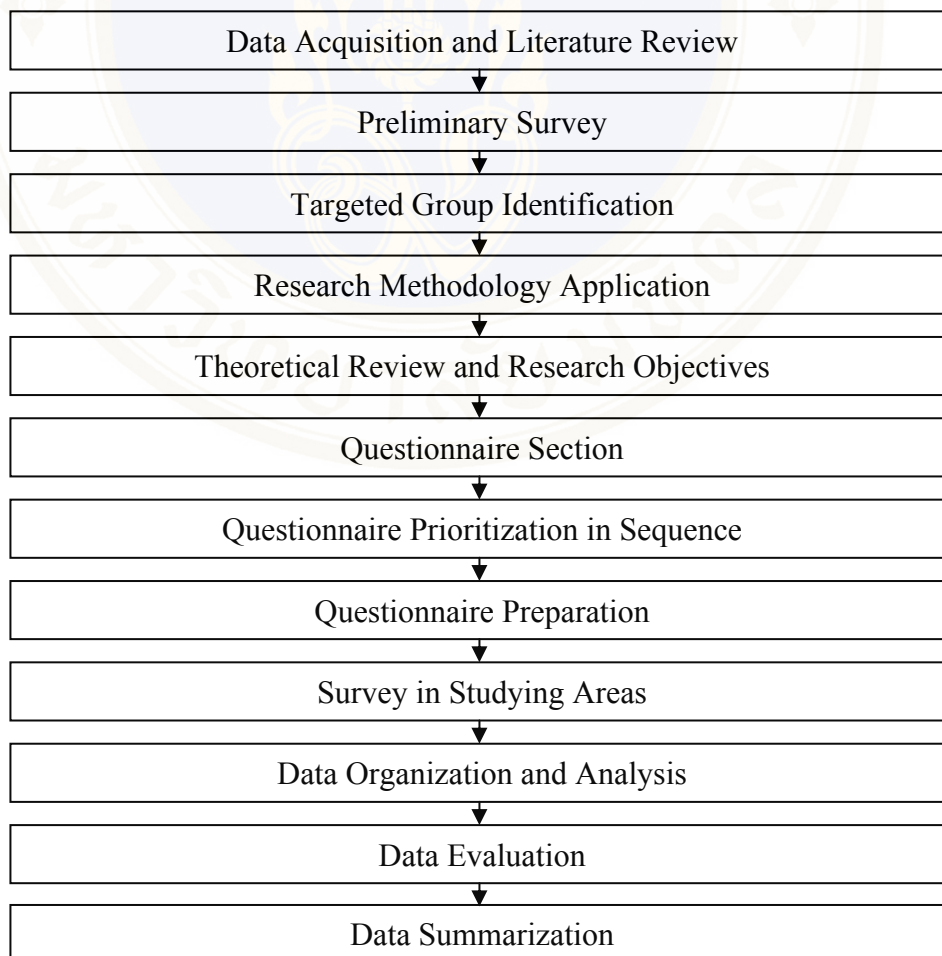 Data Acquisition and Literature Review
Preliminary Survey
Targeted Group Identification
Research Methodology Application
Theoretical Review and Research Objectives
Questionnaire Section
Questionnaire Prioritization in Sequence
Questionnaire Preparation
Survey in Studying Areas
Data Organization and Analysis
Data Evaluation
Data Summarization